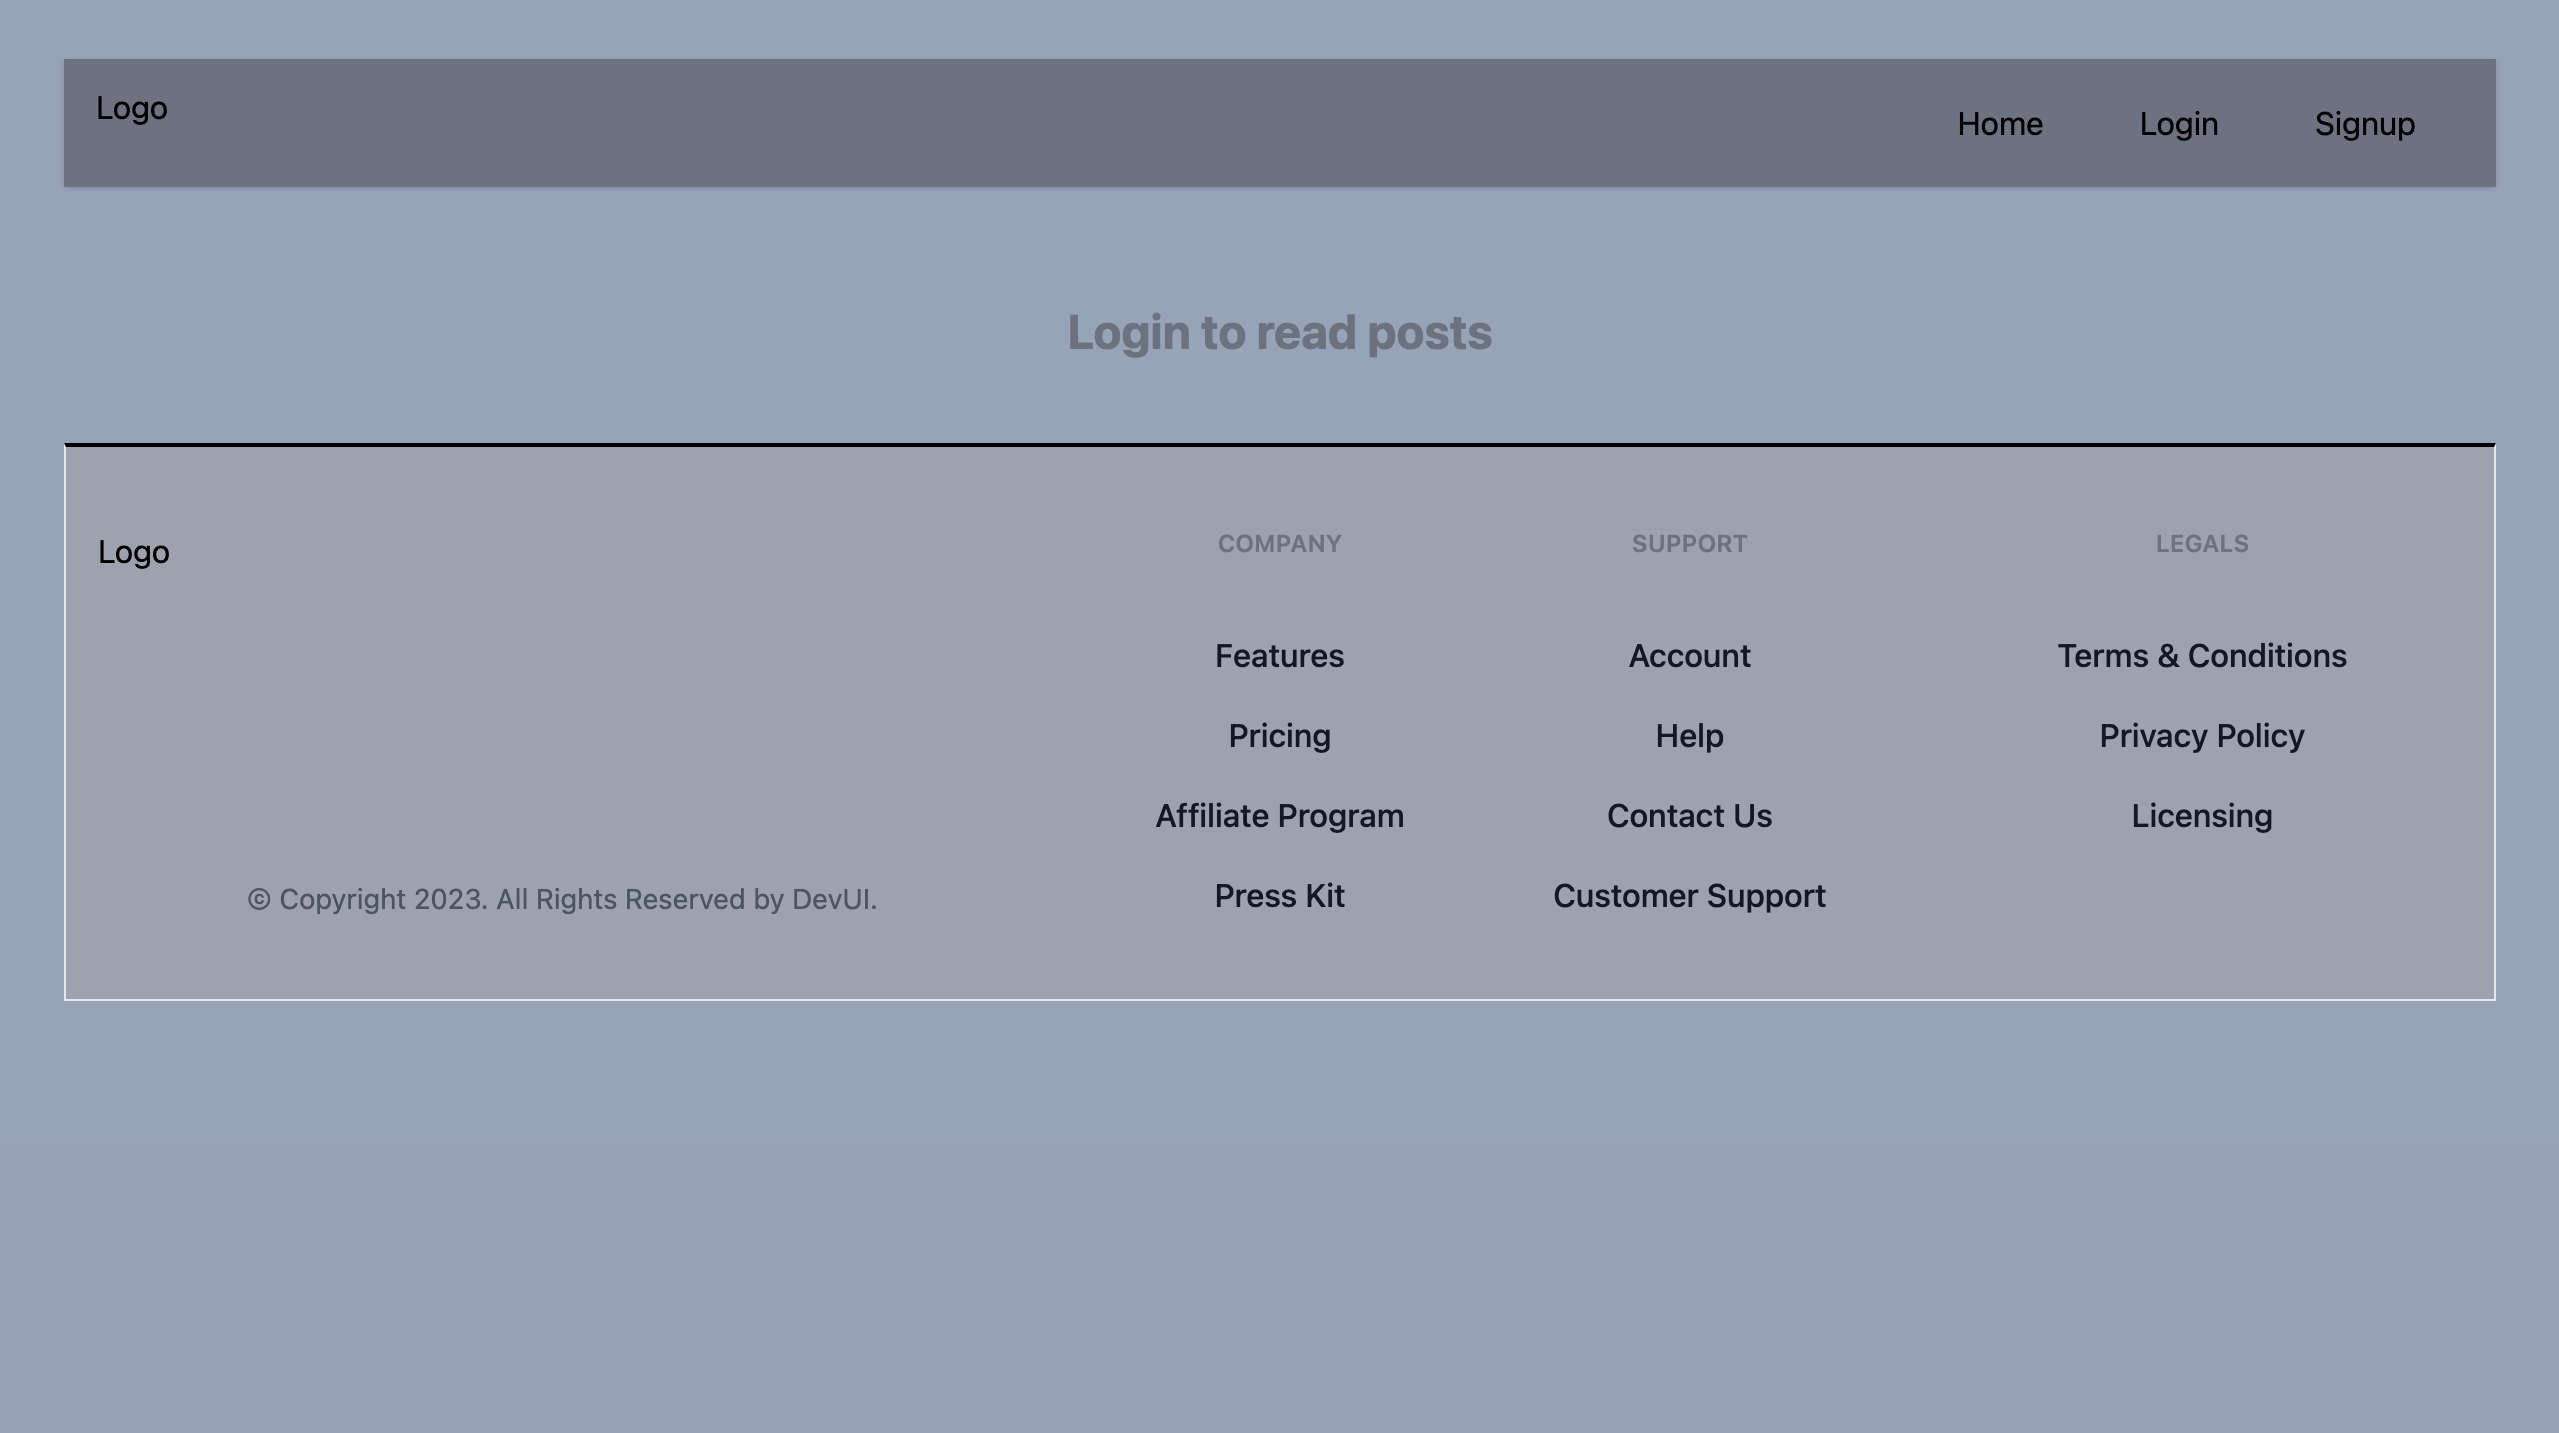 Logo
Home
Login
Signup
Login to read posts
Logo
© Copyright 2023. All Rights Reserved by DevUI.
COMPANY
Features
Pricing
Affiliate Program
Press Kit
SUPPORT
Account
Help
Contact Us
Customer Support
LEGALS
Terms & Conditions
Privacy Policy
Licensing